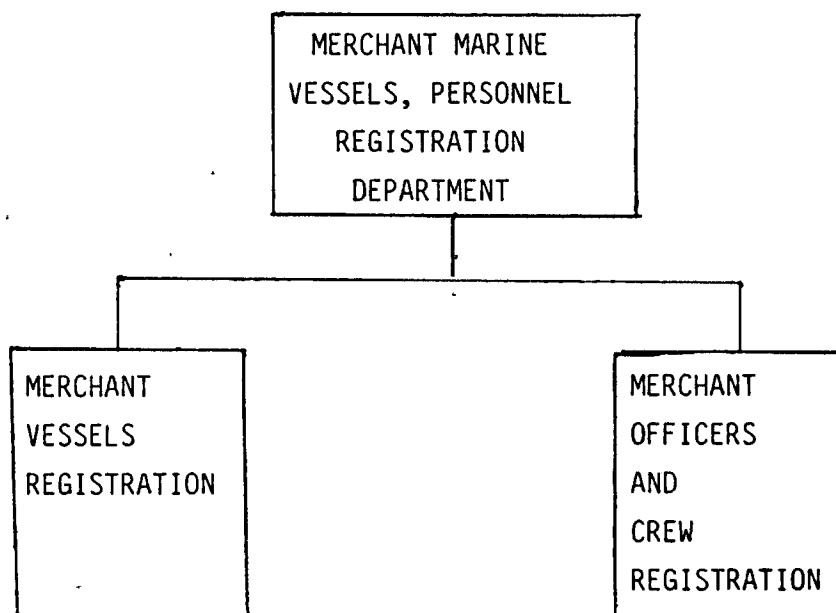 MERCHANT MARINE
VESSELS, PERSONNEL
REGISTRATION
DEPARTMENT
MERCHANT
VESSELS
REGISTRATION
MERCHANT
OFFICERS
AND
CREW
REGISTRATION